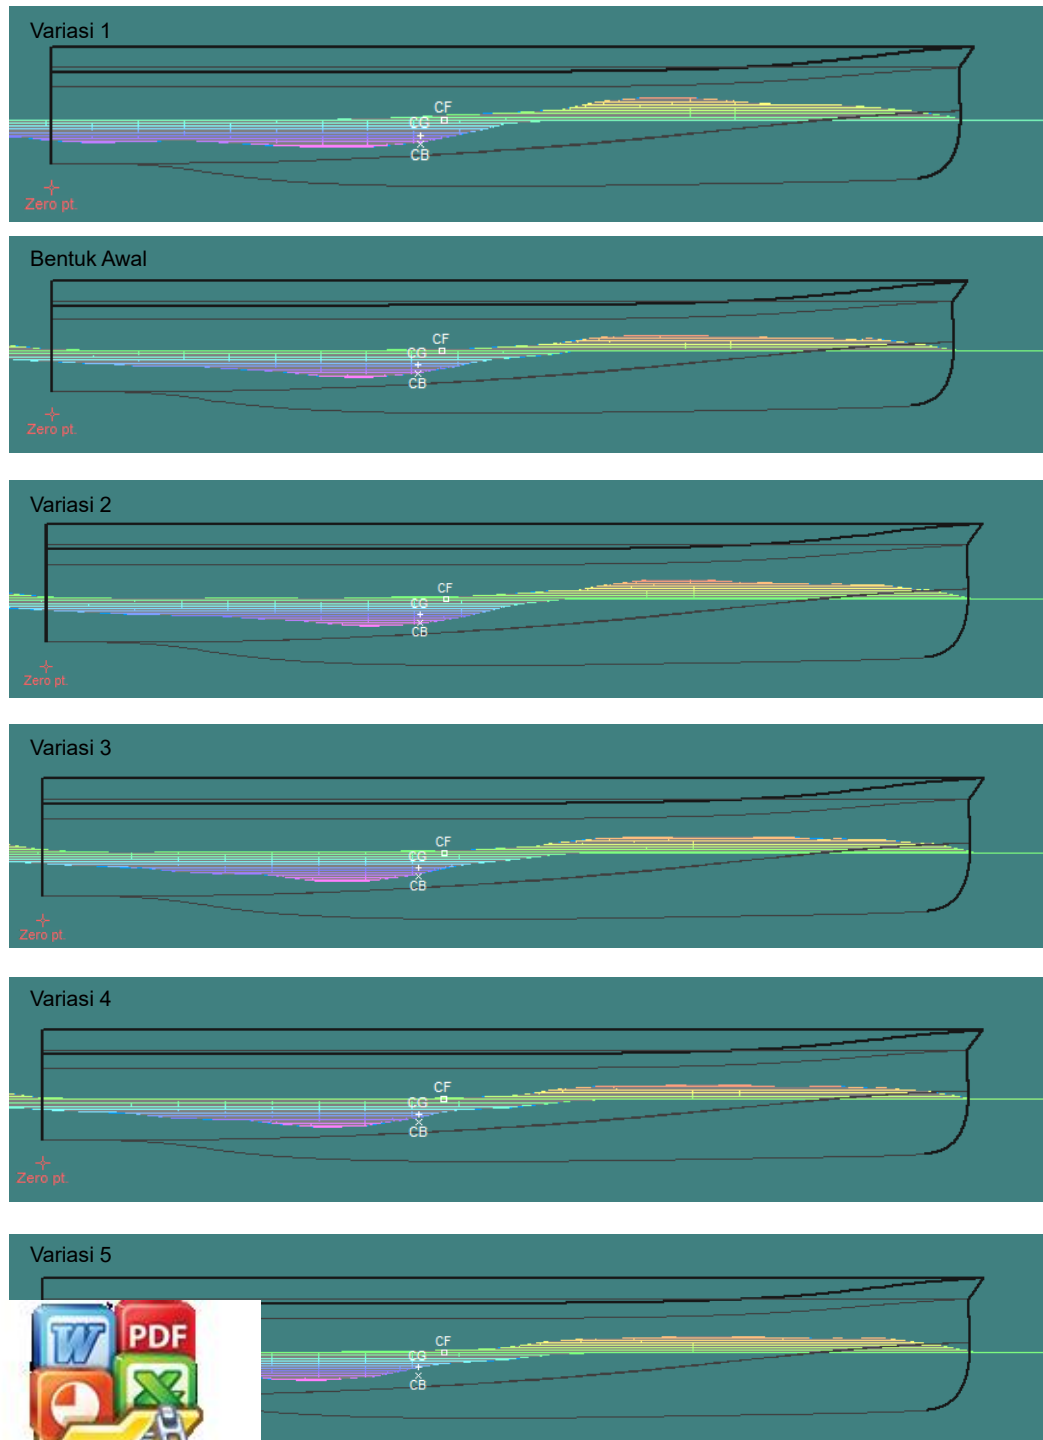 Variasi 1
CF
CG
CB
Zero pt.
Bentuk Awal
CF
CG
CB
Zero pt.
Variasi 2
CF
CG
CB
Zero pt.
Variasi 3
CF
CG
CB
Zero pt.
Variasi 4
CF
CG
CB
Zero pt.
Variasi 5
CF
CG
CB
W PDF
X